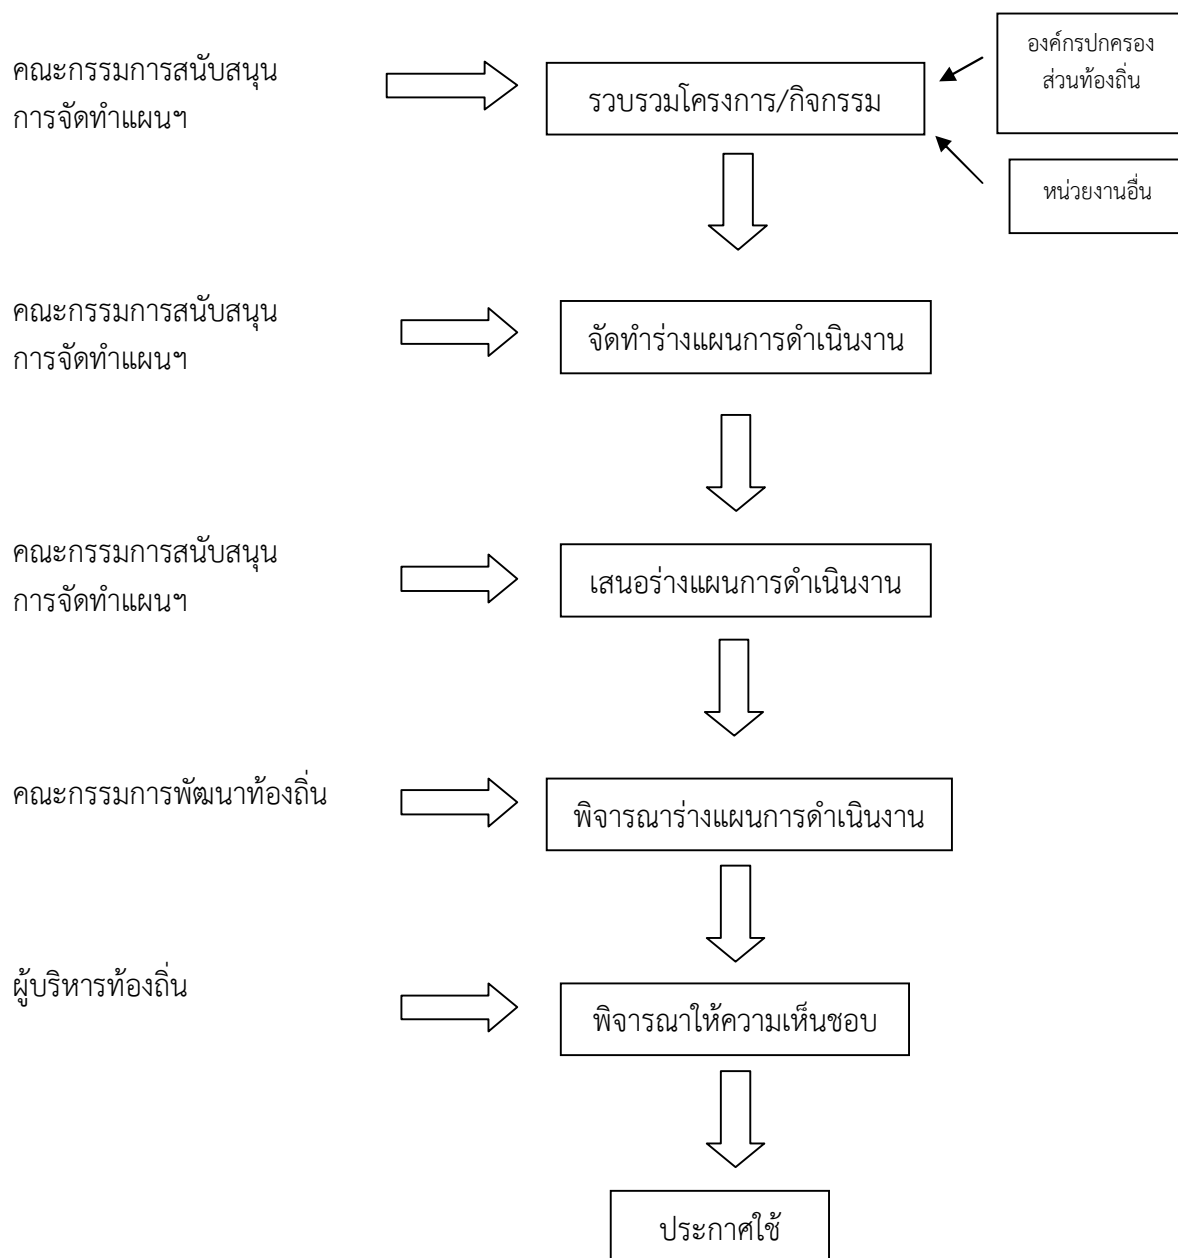 คณะกรรมการสนับสนุน
การจัดทำแผนฯ
รวบรวมโครงการ/กิจกรรม
องค์กรปกครอง
ส่วนท้องถิ่น
หน่วยงานอื่น
คณะกรรมการสนับสนุน
การจัดทำแผนฯ
จัดทำร่างแผนการดำเนินงาน
คณะกรรมการสนับสนุน
การจัดทำแผนฯ
เสนอร่างแผนการดำเนินงาน
คณะกรรมการพัฒนาท้องถิ่น
พิจารณาร่างแผนการดำเนินงาน
ผู้บริหารท้องถิ่น
พิจารณาให้ความเห็นชอบ
ประกาศใช้